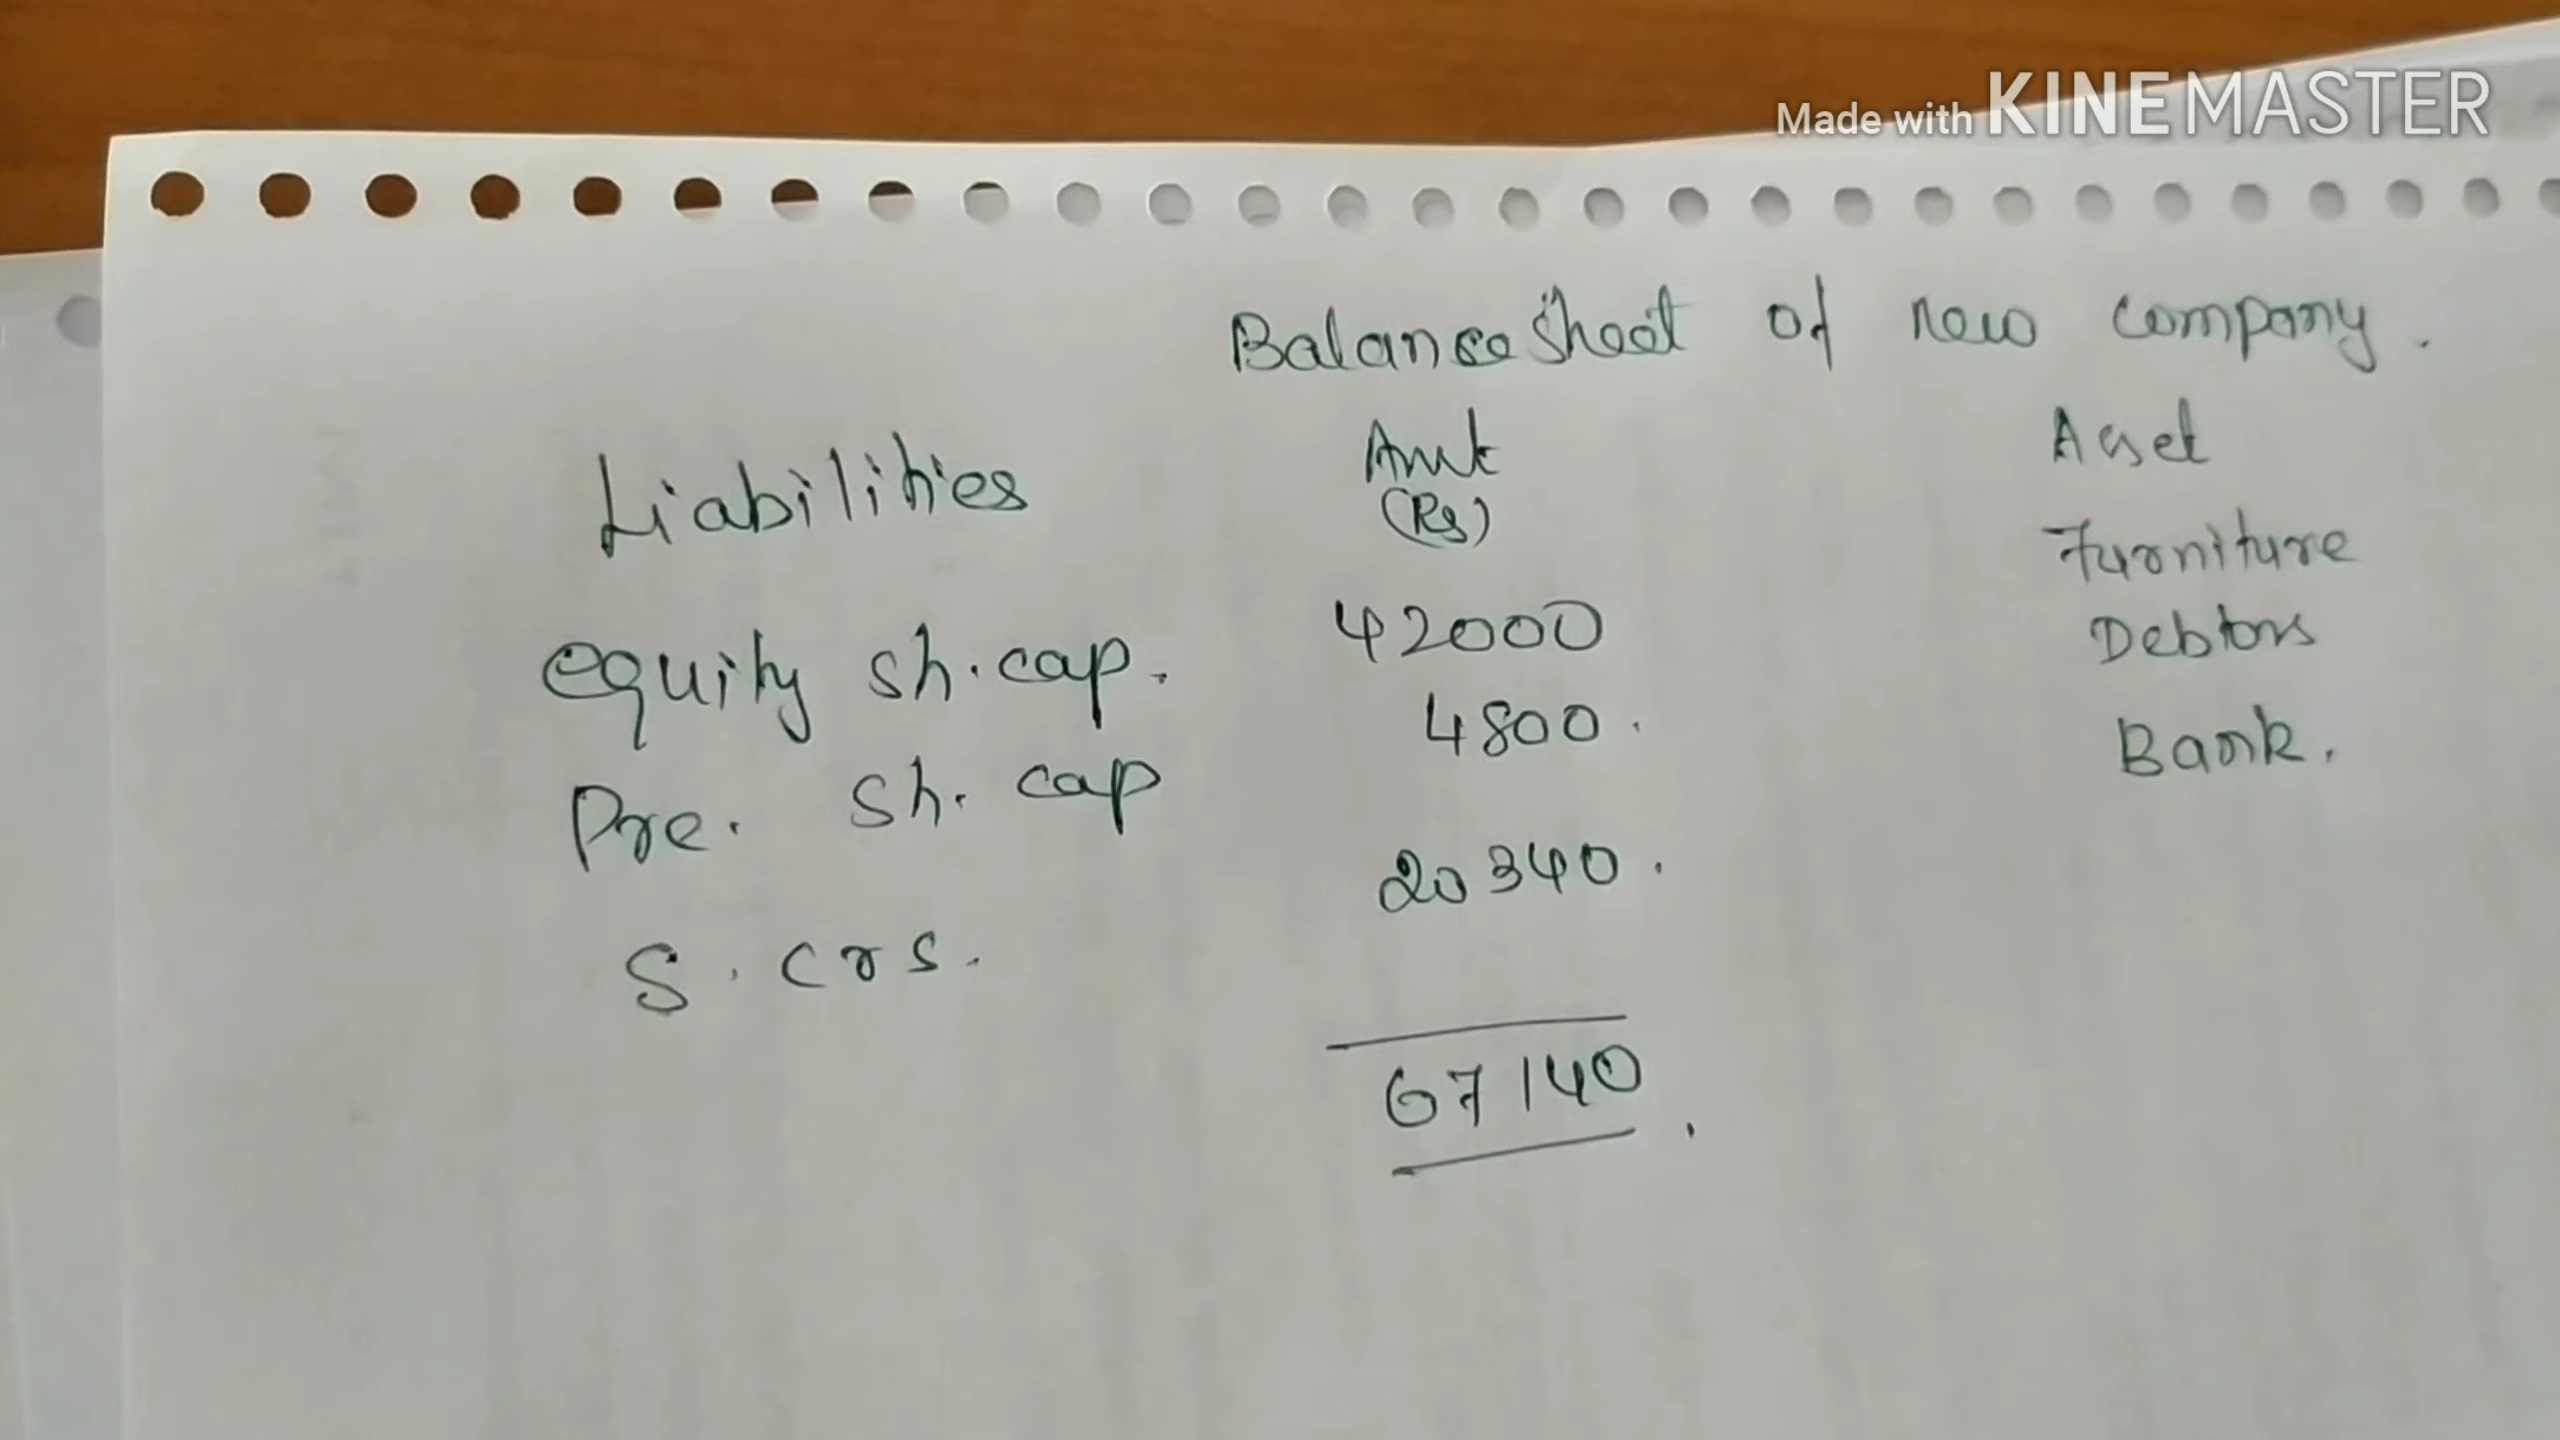 Made with KINEMASTER
Balance Sheet of new company.
Liabilities Amt (Rs) Asset
equity sh. cap. 42000 Furniture
Pre. sh. cap 4800. Debtors
S. crs. 20340. Bank.
67140.